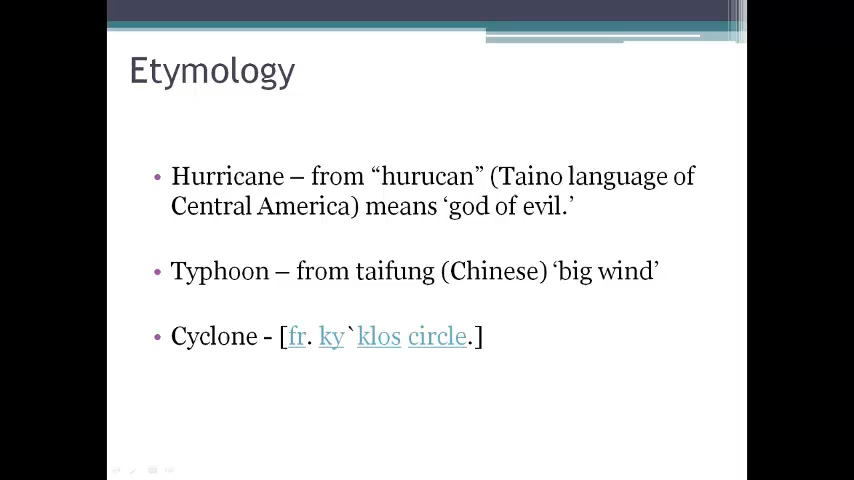 Etymology
• Hurricane – from “hurucan” (Taino language of
Central America) means ‘god of evil.’
• Typhoon – from taifung (Chinese) ‘big wind’
• Cyclone - [fr. ky`klos circle.]